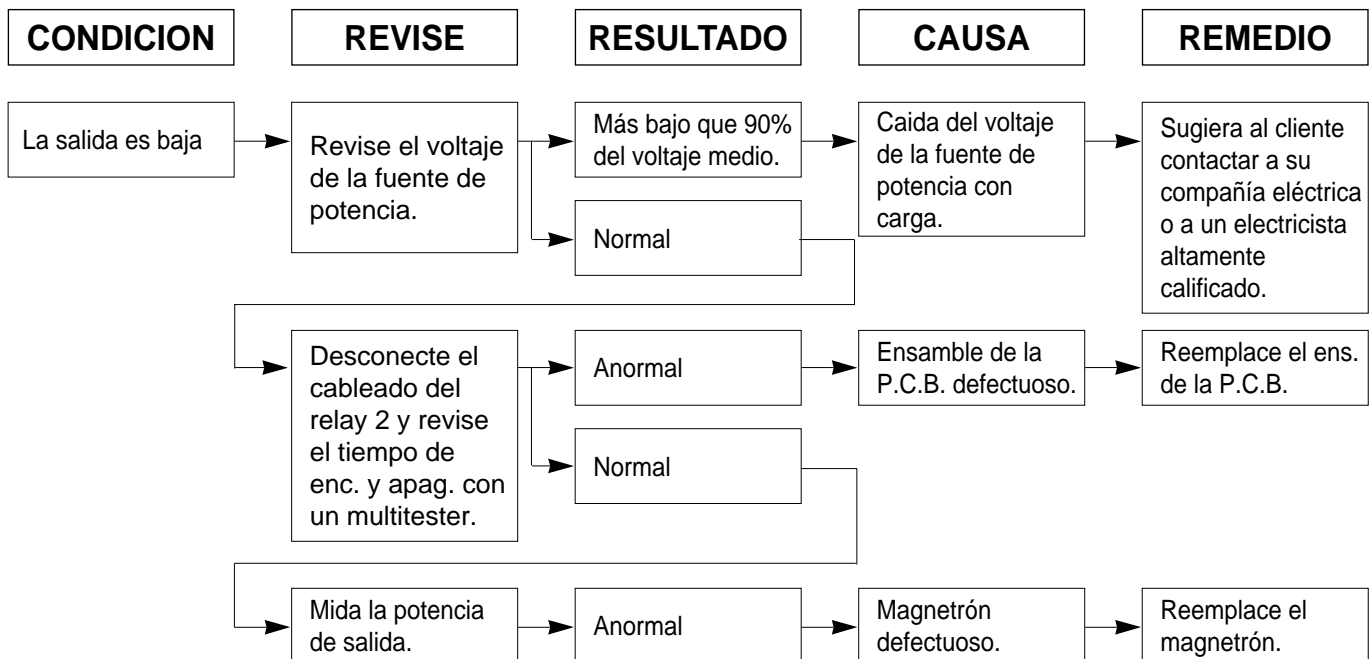 CONDICION
REVISE
RESULTADO
CAUSA
REMEDIO
La salida es baja
Revise el voltaje
de la fuente de
potencia.
Más bajo que 90%
del voltaje medio.
Caida del voltaje
de la fuente de
potencia con
carga.
Sugiera al cliente
contactar a su
compañía eléctrica
o a un electricista
altamente
calificado.
Normal
Desconecte el
cableado del
relay 2 y revise
el tiempo de
enc. y apag. con
un multitester.
Anormal
Ensamble de la
P.C.B. defectuoso.
Reemplace el ens.
de la P.C.B.
Normal
Mida la potencia
de salida.
Anormal
Magnetrón
defectuoso.
Reemplace el
magnetrón.